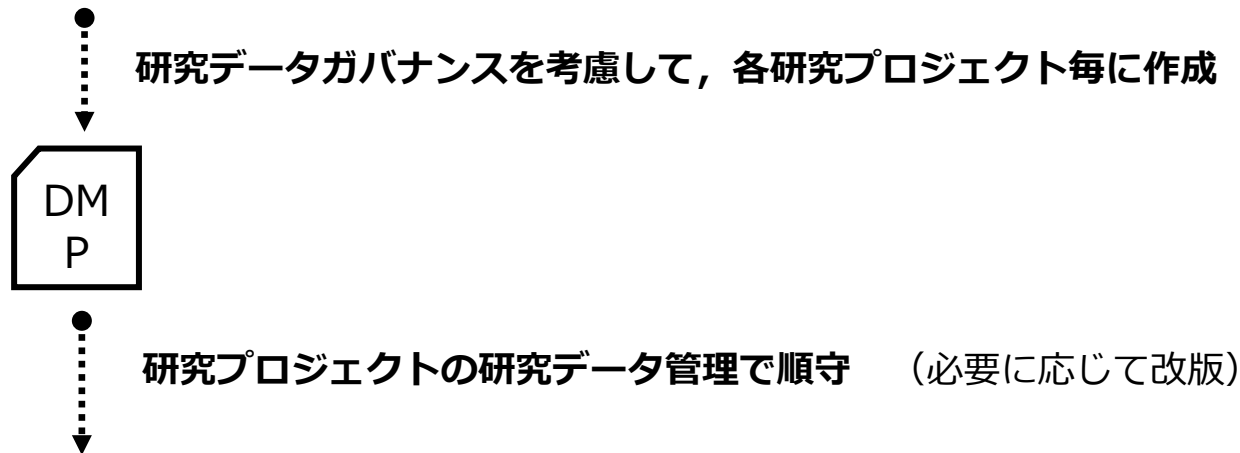 研究データガバナンスを考慮して，各研究プロジェクト毎に作成
DM
P
研究プロジェクトの研究データ管理で順守　（必要に応じて改版）